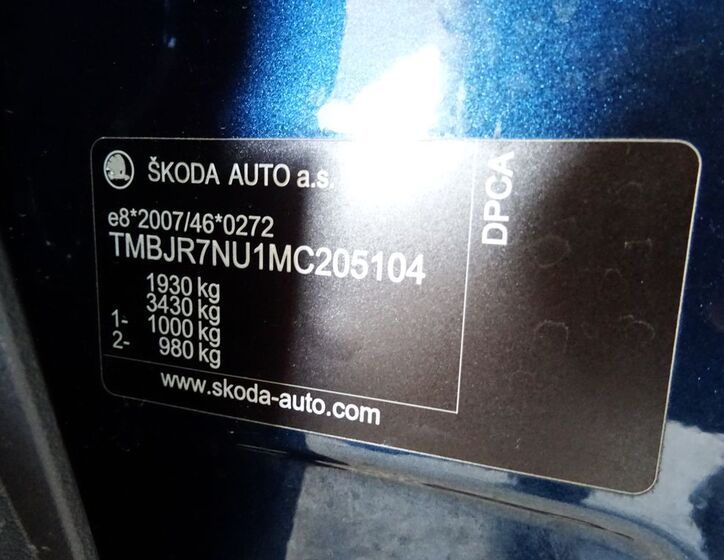 ŠKODA AUTO a.s.
e8*2007/46*0272
TMBJR7NU1MC205104
1930 kg
3430 kg
1- 1000 kg
2- 980 kg
www.skoda-auto.com
DPCA